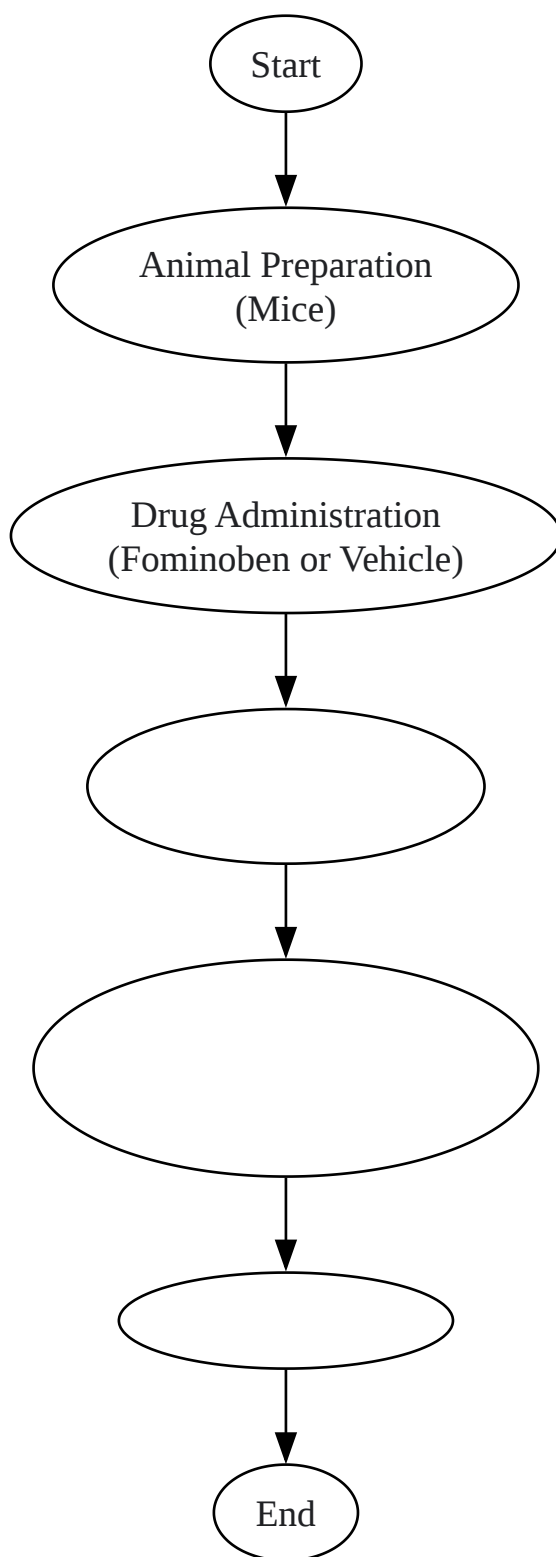 Start
Animal Preparation
(Mice)
Drug Administration
(Fominoben or Vehicle)
End